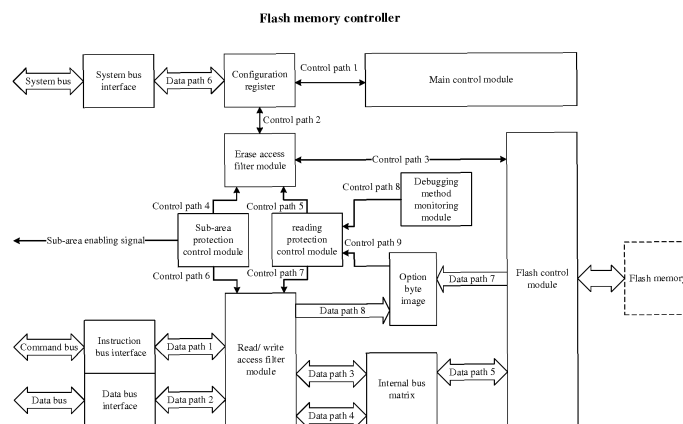 Flash memory controller
System bus
System bus
interface
Data path 6
Configuration
register
Control path 1
Main control module
Control path 2
Erase access
filter module
Control path 3
Control path 4
Control path 5
Control path 8
Debugging
method
monitoring
module
Sub-area enabling signal
Sub-area
protection
control module
reading
protection
control module
Control path 9
Control path 6
Control path 7
Option
byte
image
Data path 7
Flash control
module
Flash memory
Data path 8
Command bus
Instruction
bus interface
Data path 1
Read/ write
access filter
module
Data path 3
Internal bus
matrix
Data path 5
Data bus
Data bus
interface
Data path 2
Data path 4